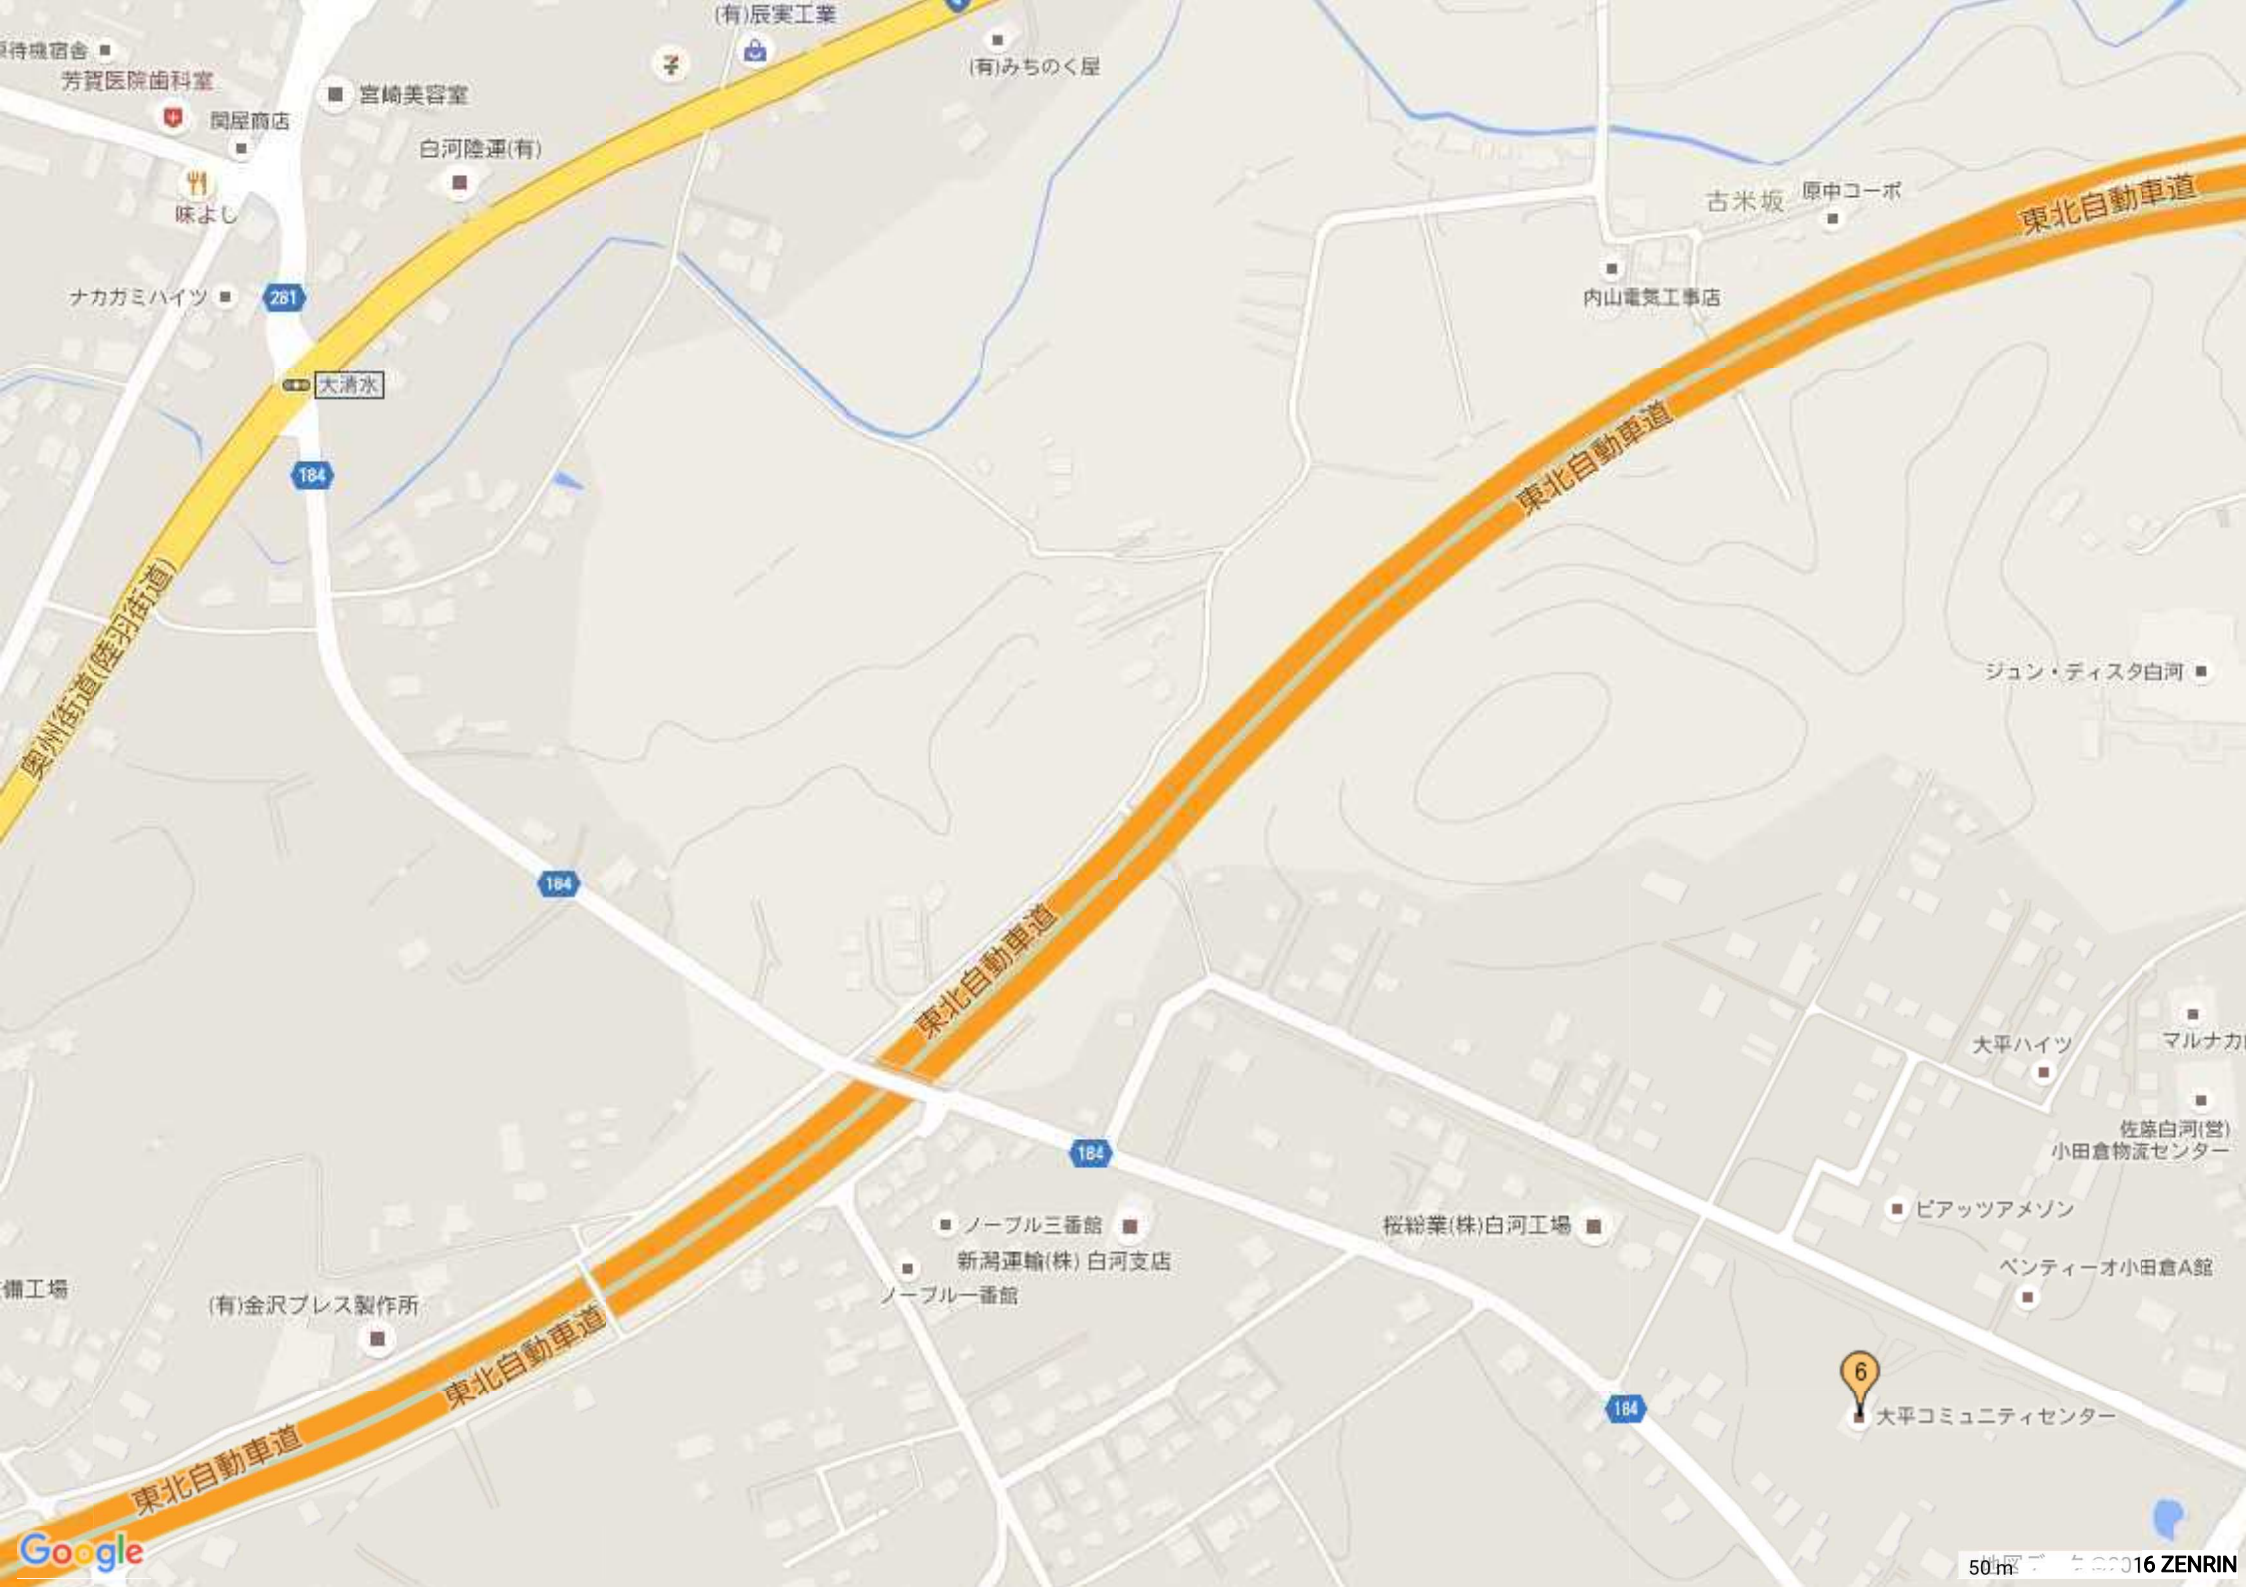 (有)辰実工業
(有)みちのく屋
芳賀医院歯科室
宮崎美容室
関屋商店
白河陸運(有)
味よし
古米坂
原中コーポ
東北自動車道
ナカガミハイツ
281
内山電気工事店
大清水
184
東北自動車道
奥州街道(陸羽街道)
ジュン・ディスタ白河
184
東北自動車道
大平ハイツ
マルナカ
184
佐藤白河(営)
小田倉物流センター
ピアッツアメゾン
ノーブル三番館
桜総業(株)白河工場
新潟運輸(株) 白河支店
ベンティーオ小田倉A館
備工場
ノーブル一番館
(有)金沢プレス製作所
東北自動車道
6
184
大平コミュニティセンター
東北自動車道
Google
50 m
2016 ZENRIN